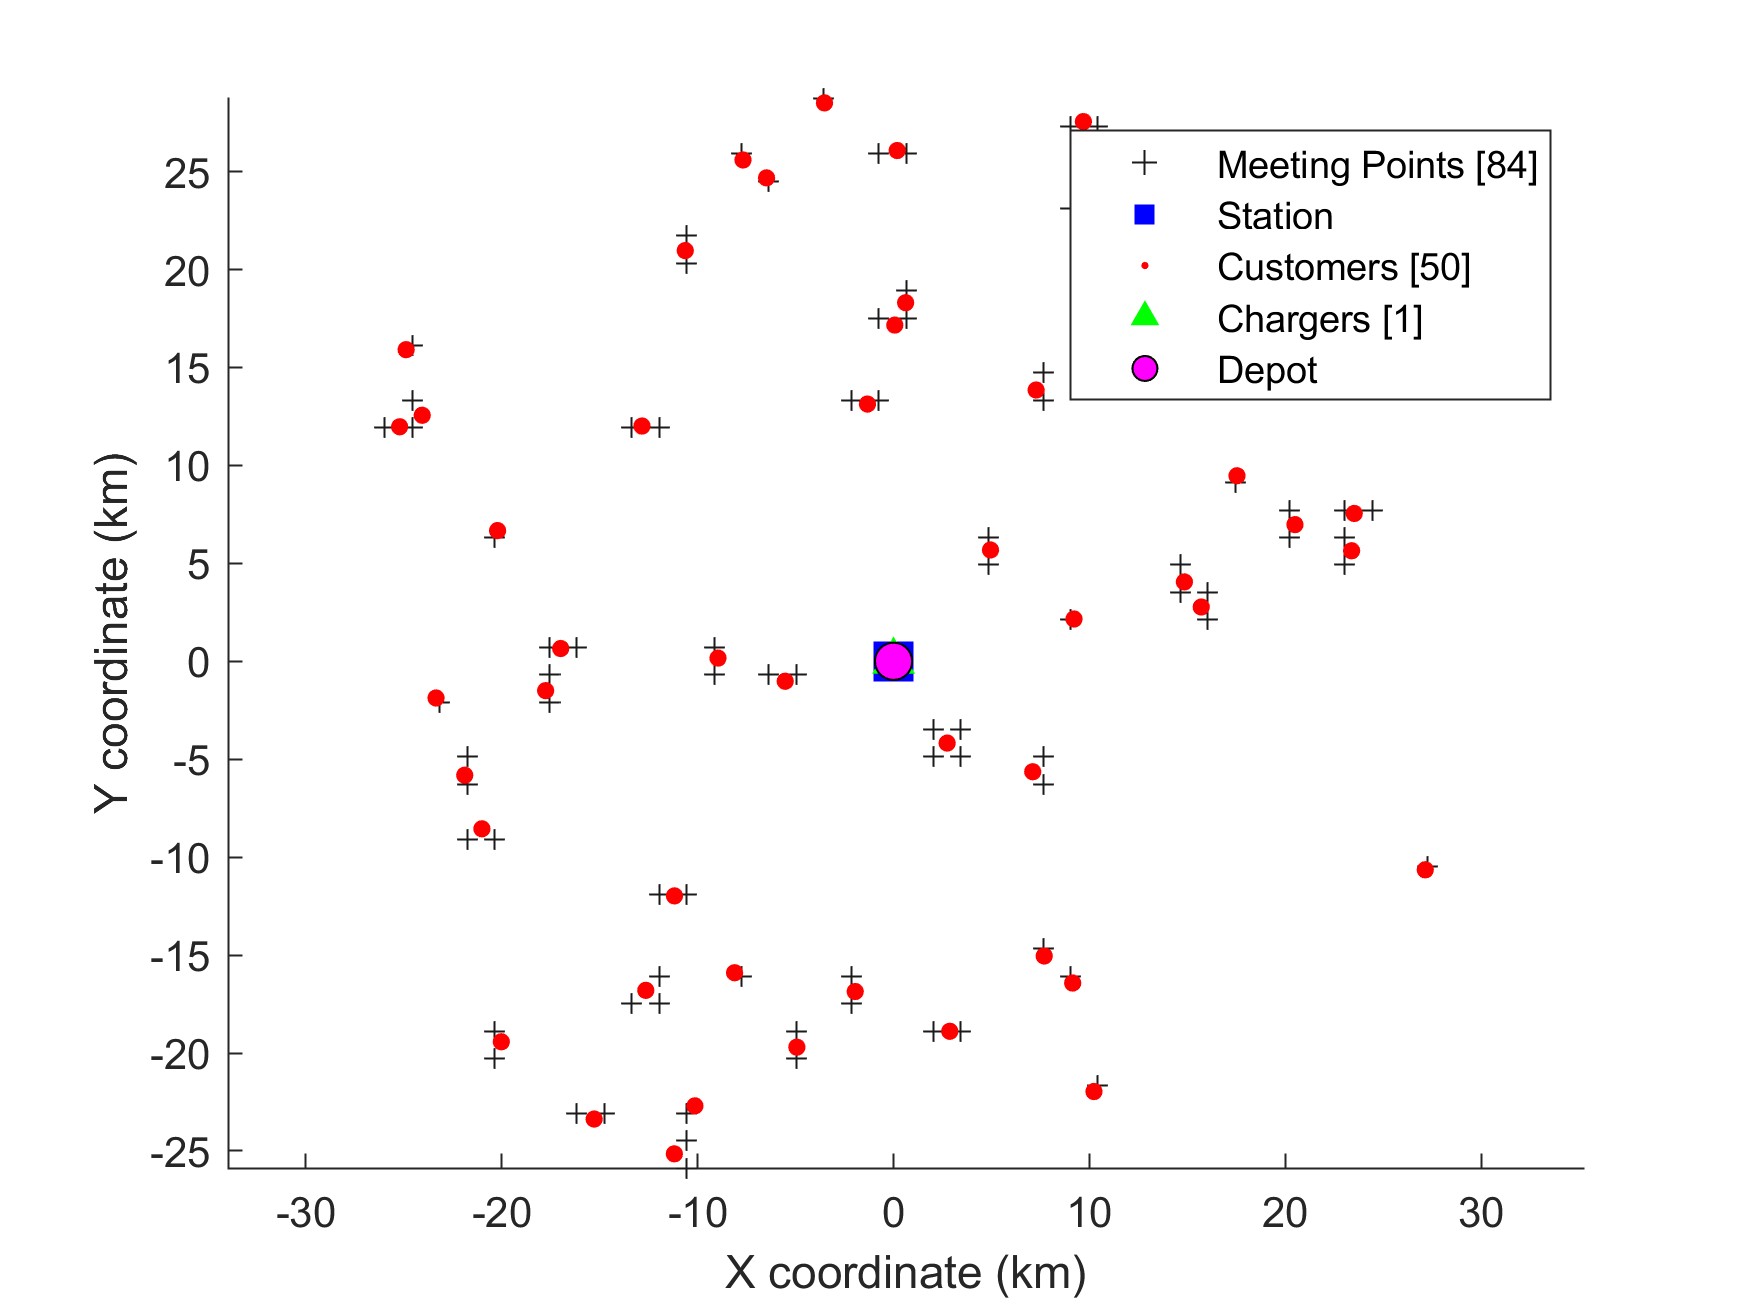 25
20
15
10
5
0
-5
-10
-15
-20
-25
Y coordinate (km)
Meeting Points [84]
Station
Customers [50]
Chargers [1]
Depot
-30 -20 -10 0 10 20 30
X coordinate (km)